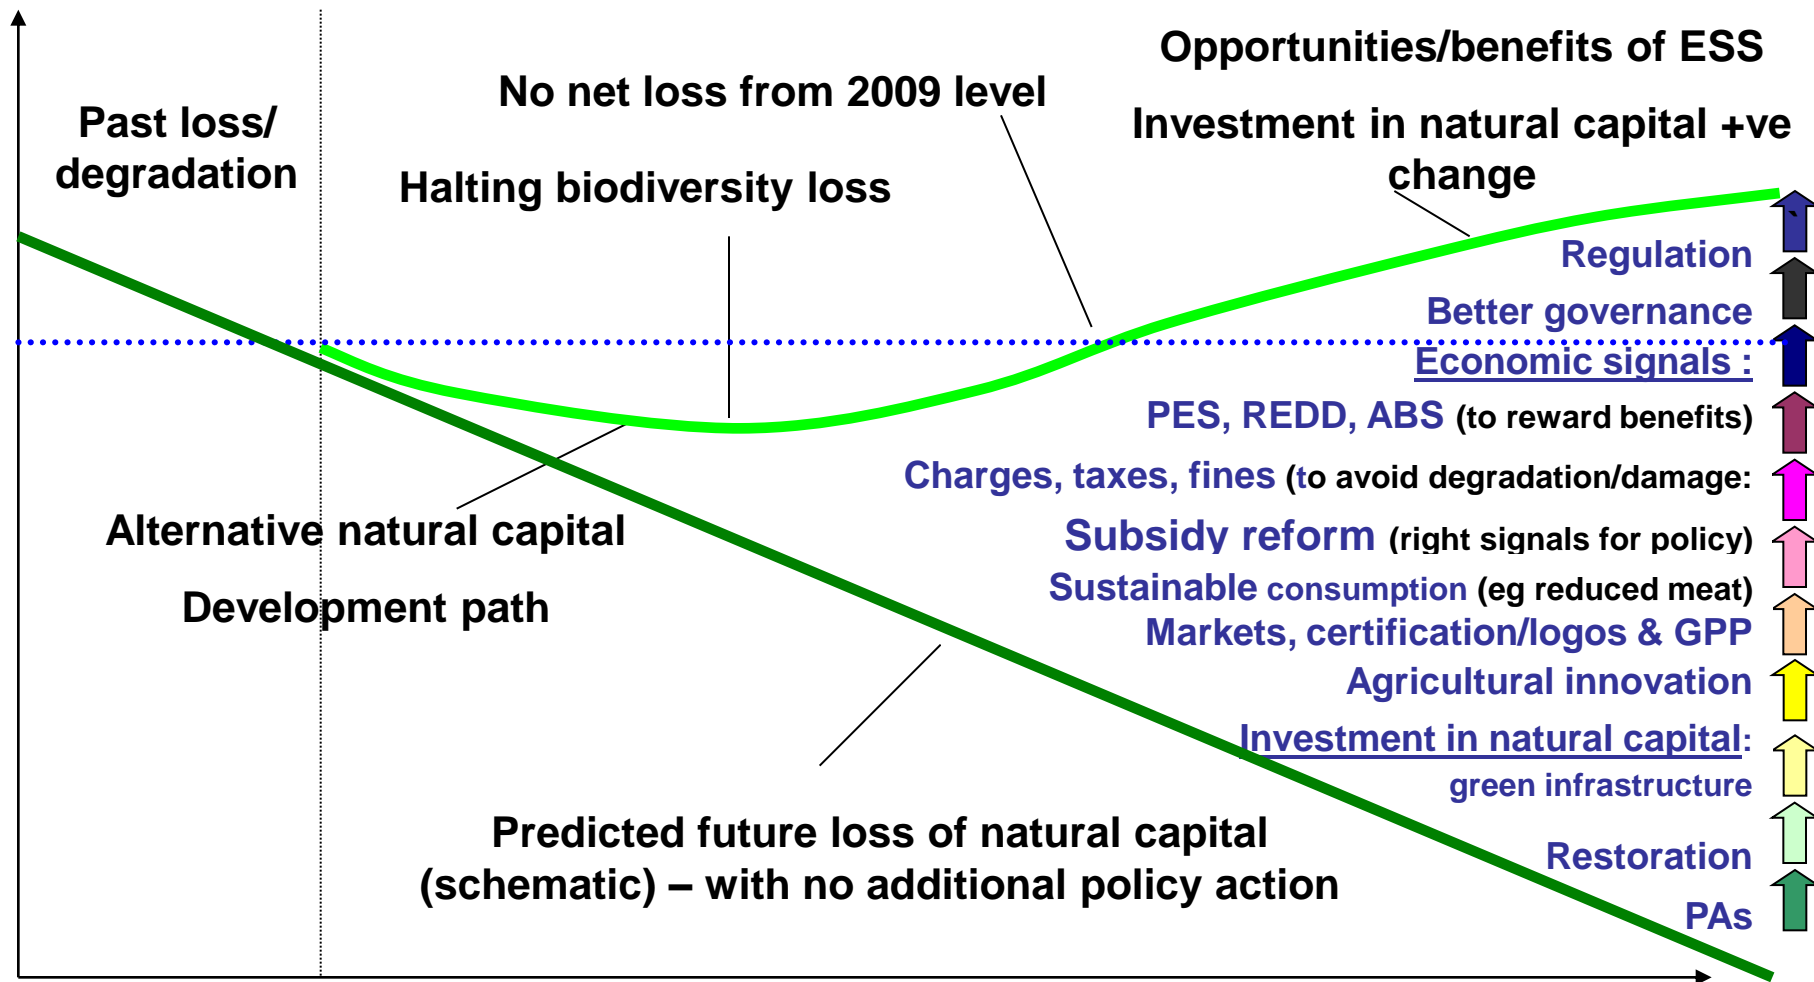 Opportunities/benefits of ESS
No net loss from 2009 level
Past loss/
degradation
Investment in natural capital +ve
change
Halting biodiversity loss
Regulation
Better governance
Economic signals :
PES, REDD, ABS (to reward benefits)
Charges, taxes, fines (to avoid degradation/damage:
Alternative natural capital
Development path
Subsidy reform (right signals for policy)
Sustainable consumption (eg reduced meat)
Markets, certification/logos & GPP
Agricultural innovation
Investment in natural capital:
green infrastructure
Predicted future loss of natural capital
(schematic) – with no additional policy action
Restoration
PAs